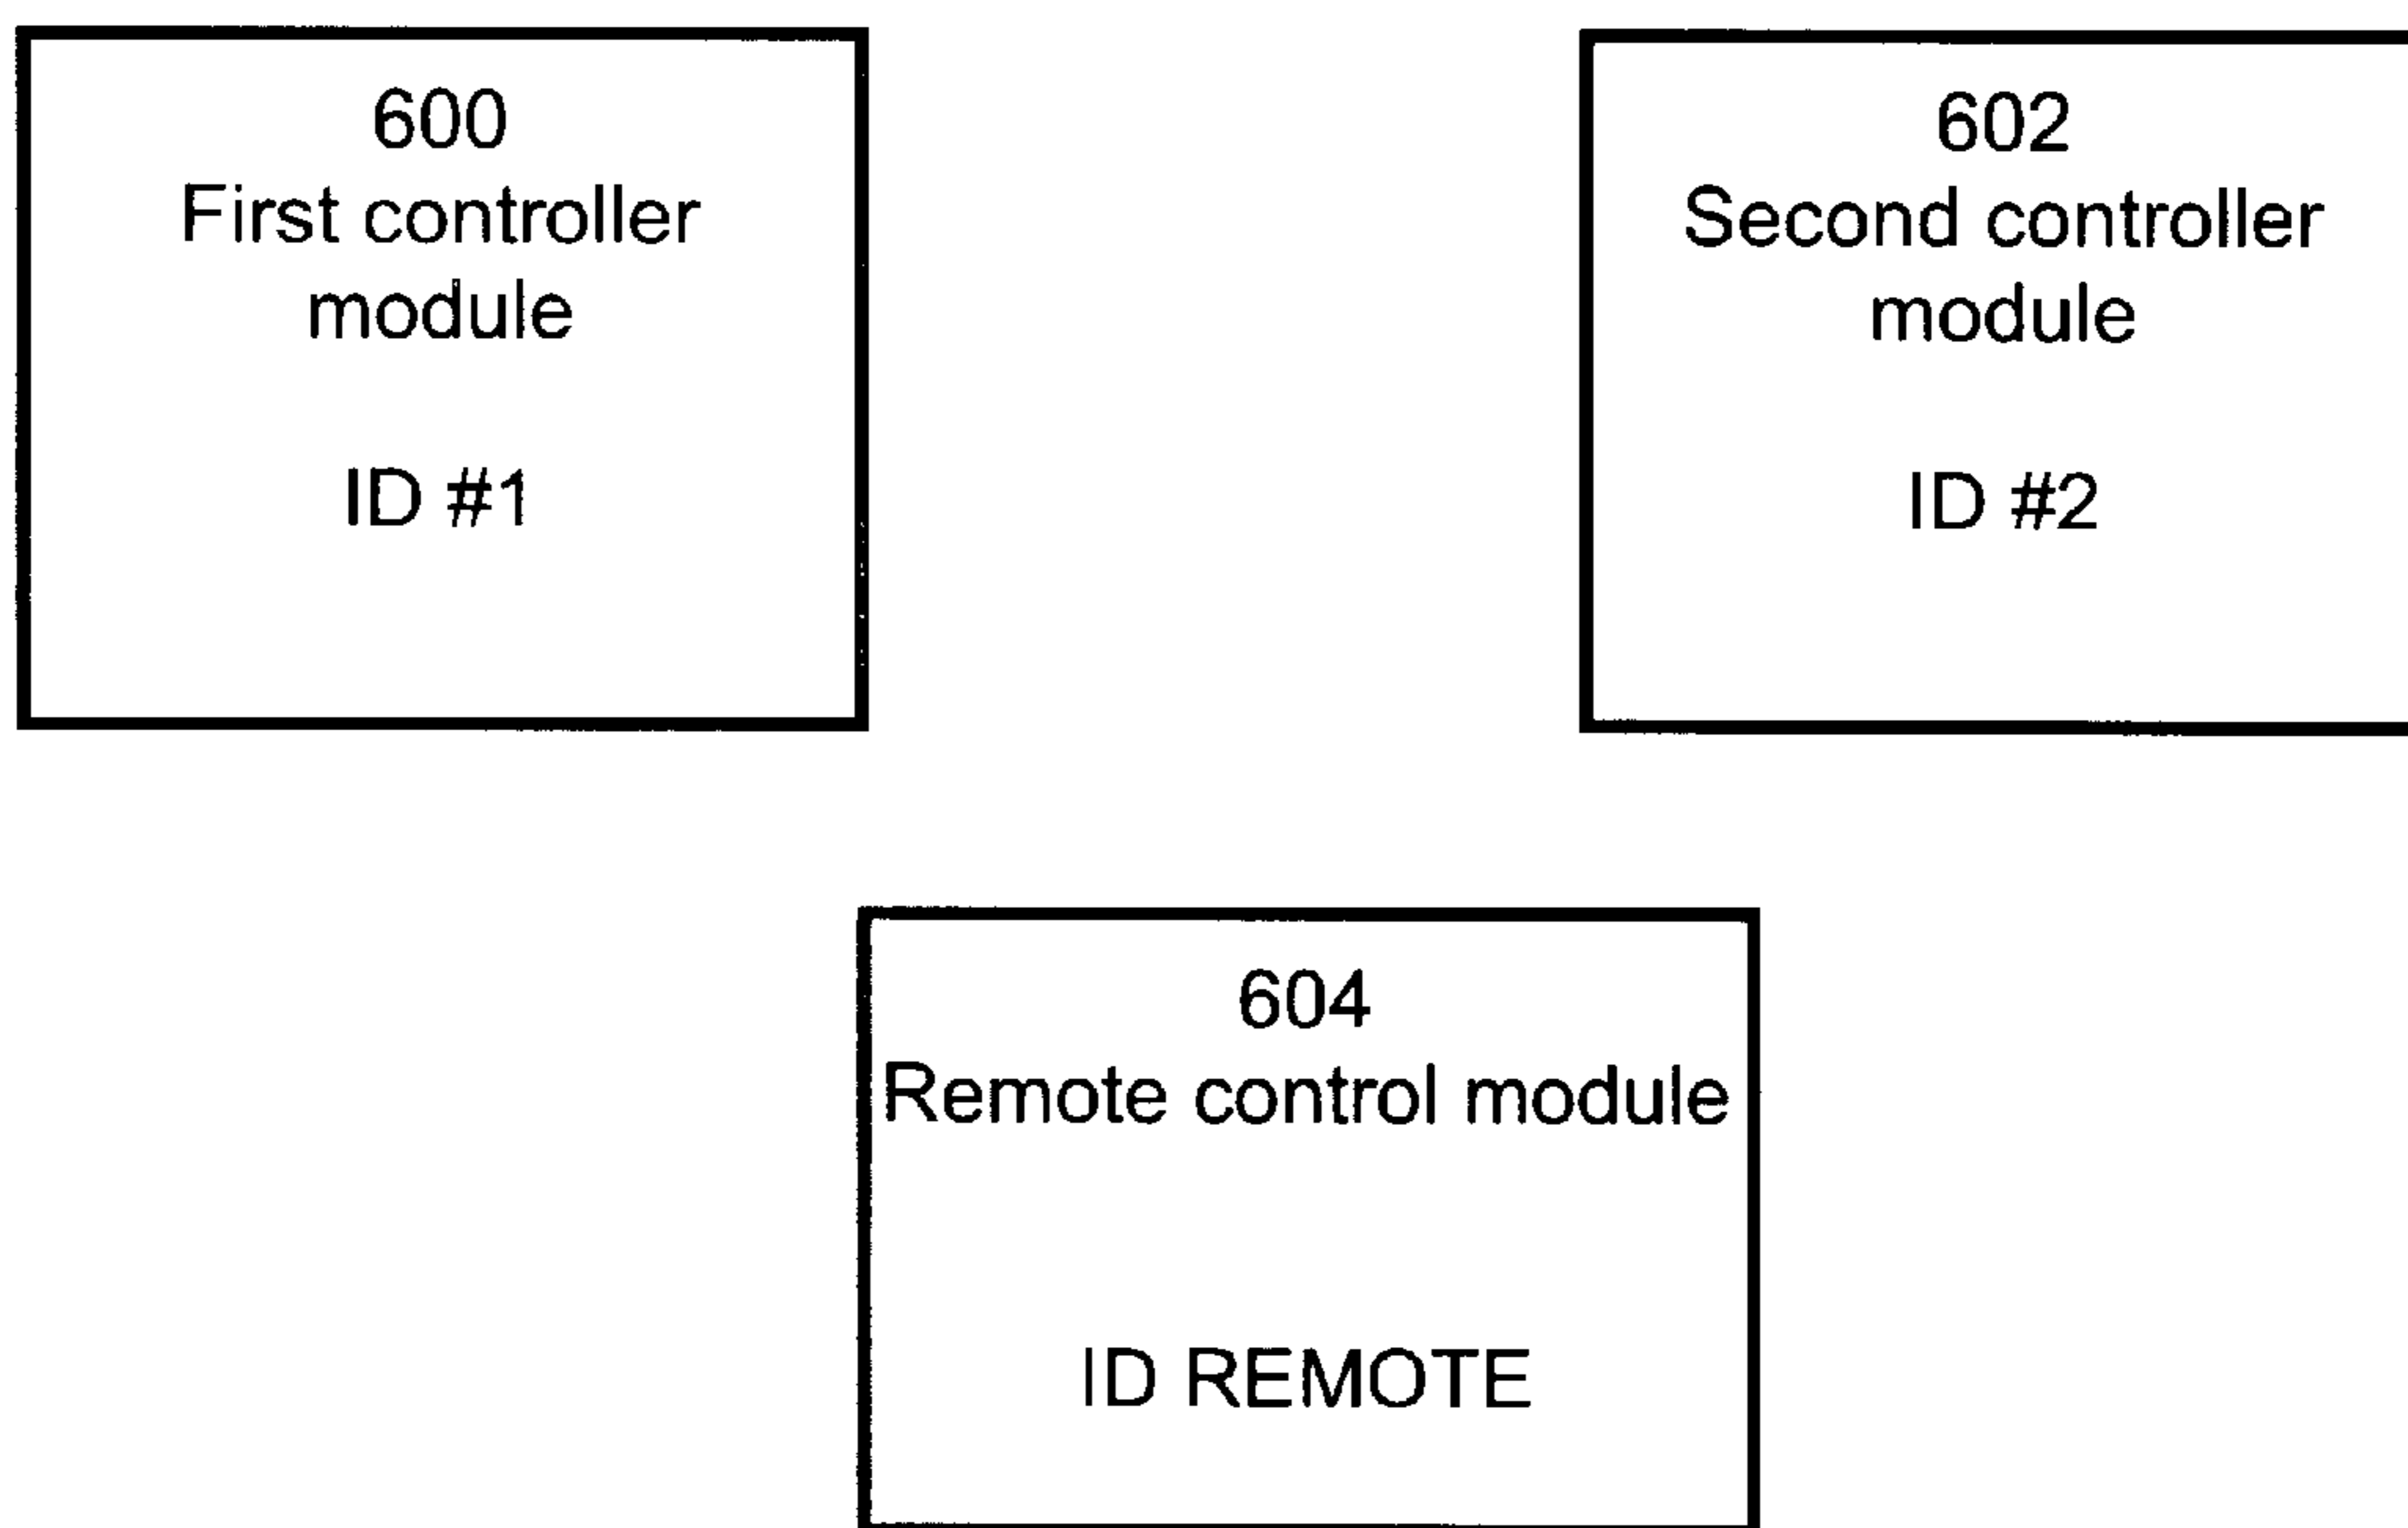 600
First controller
module
ID #1
602
Second controller
module
ID #2
604
Remote control module
ID REMOTE